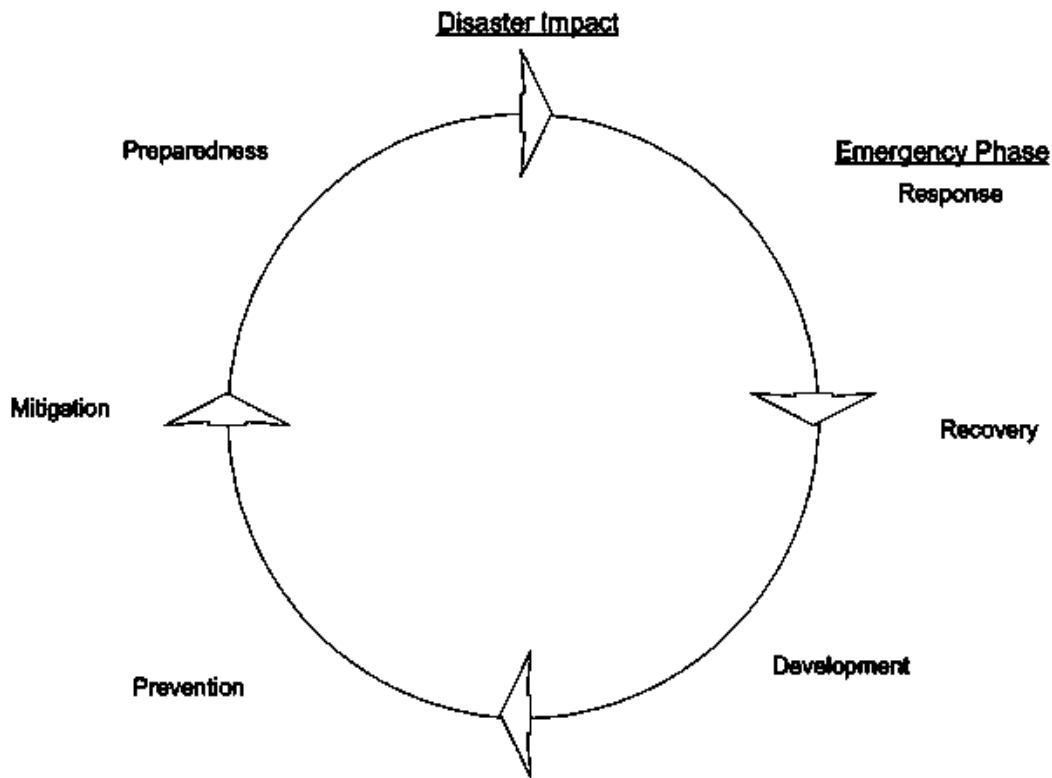 Disaster Impact
Preparedness
Emergency Phase
Response
Mitigation
Recovery
Development
Prevention